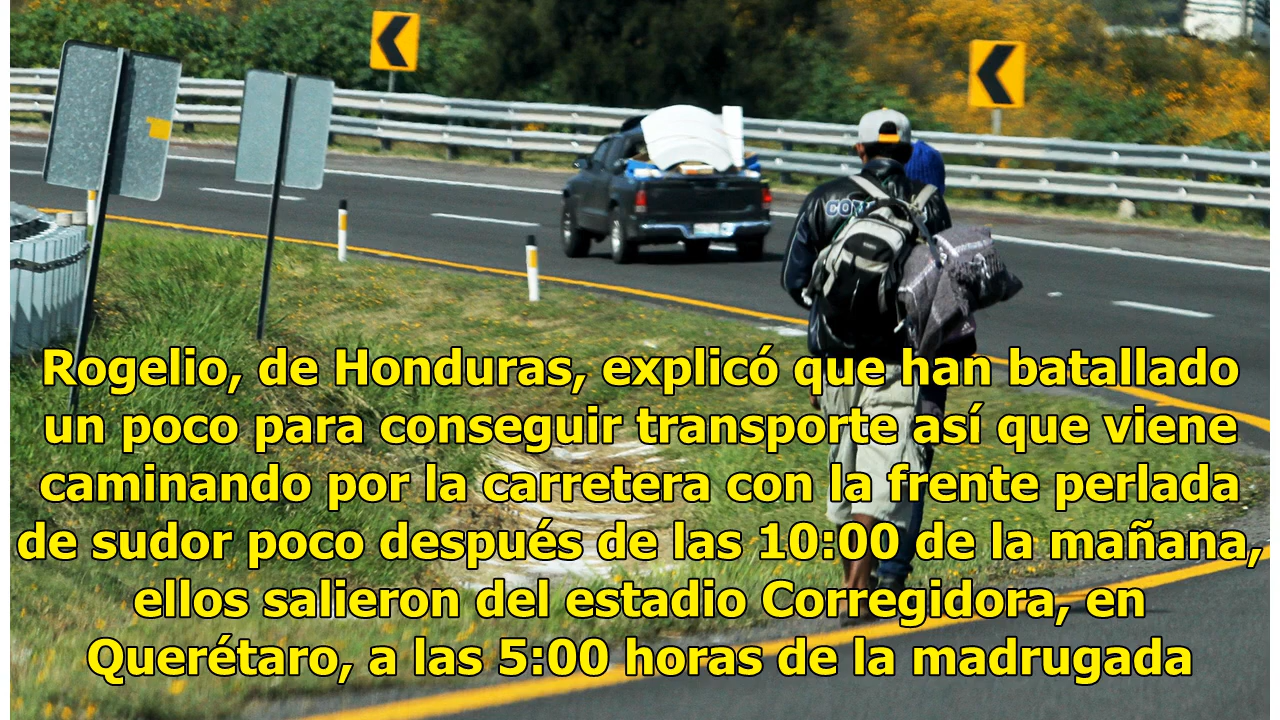 Rogelio, de Honduras, explicó que han batallado
un poco para conseguir transporte así que viene
caminando por la carretera con la frente perlada
de sudor poco después de las 10:00 de la mañana,
ellos salieron del estadio Corregidora, en
Querétaro, a las 5:00 horas de la madrugada